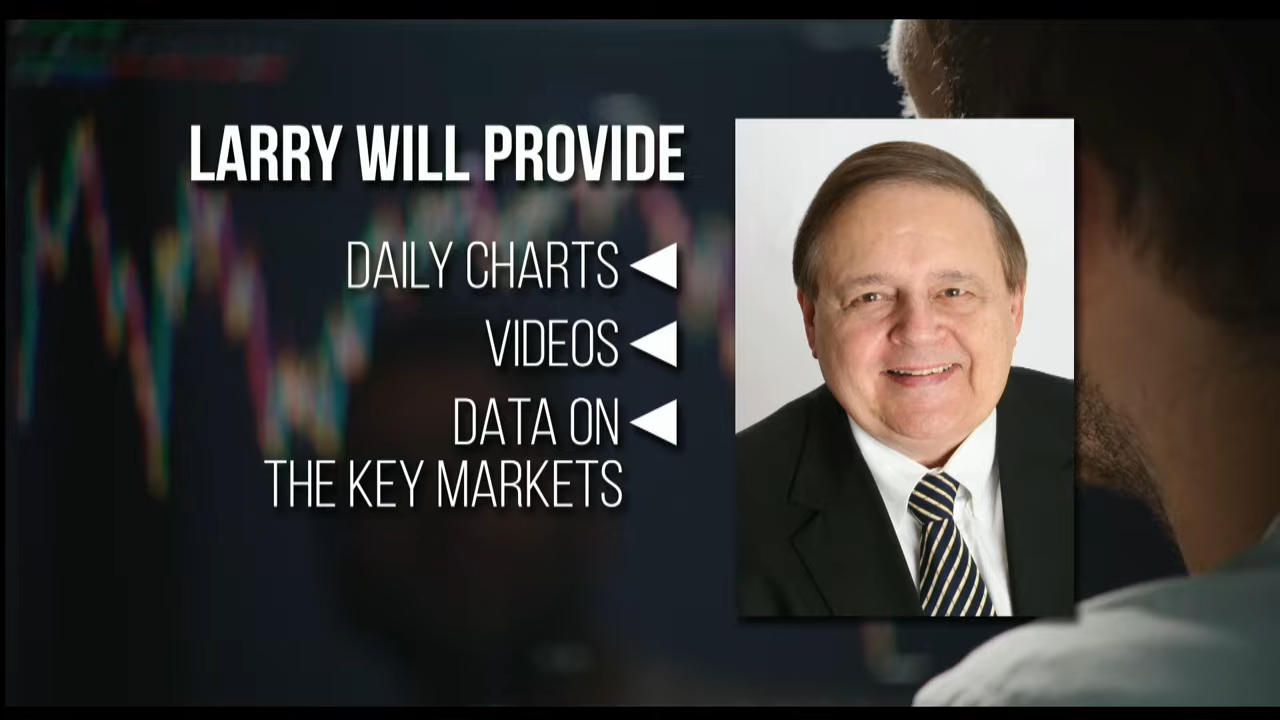 LARRY WILL PROVIDE
DAILY CHARTS
VIDEOS
DATA ON
THE KEY MARKETS